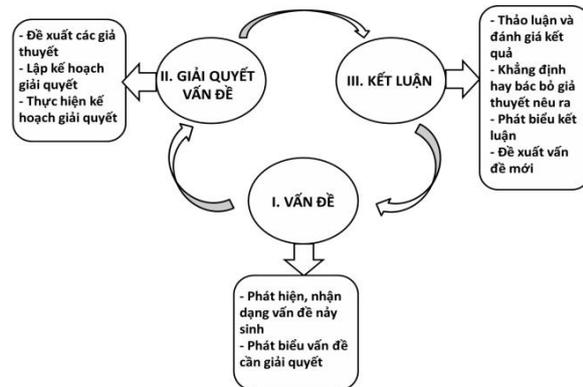 - Đề xuất các giả
thuyết
- Lập kế hoạch
giải quyết
- Thực hiện kế
hoạch giải quyết
II. GIẢI QUYẾT
VẤN ĐỀ
III. KẾT LUẬN
- Thảo luận và
đánh giá kết
quả
- Khẳng định
hay bác bỏ giả
thuyết nêu ra
- Phát biểu kết
luận
- Đề xuất vấn
đề mới
I. VẤN ĐỀ
- Phát hiện, nhận
dạng vấn đề nảy
sinh
- Phát biểu vấn đề
cần giải quyết